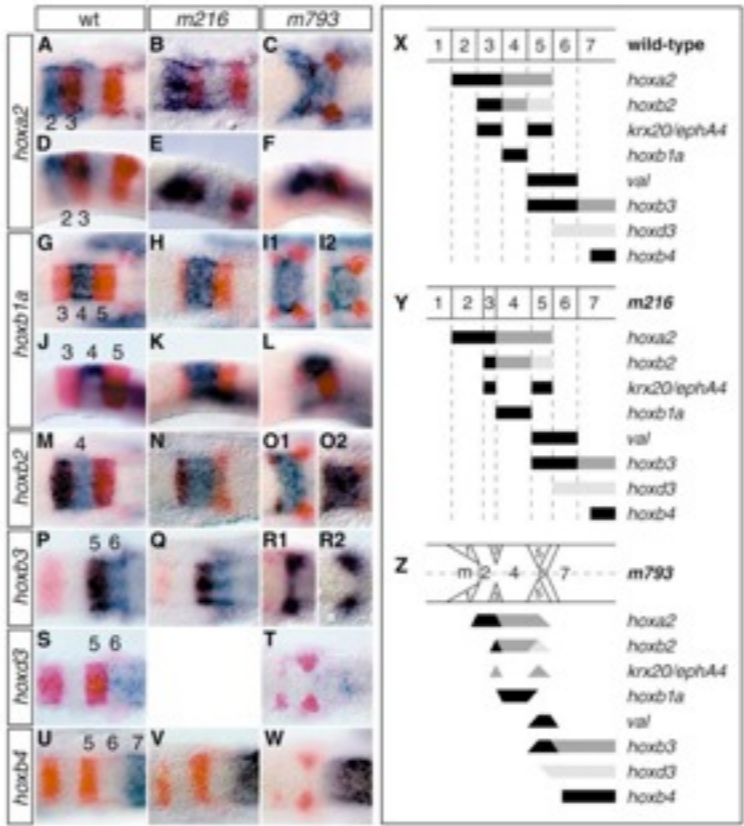 wt m216 m793
hoxa2
A B C
2 3
D E F
2 3
hoxb1a
G H I1 I2
3 4 5
J 3 4 5 K L
hoxb2
M 4 N O1 O2
hoxb3
P 5 6 Q R1 R2
hoxd3
S 5 6 T
hoxb4
U 5 6 7 V W
X 1 2 3 4 5 6 7 wild-type
hoxa2
hoxb2
krx20/ephA4
hoxb1a
val
hoxb3
hoxd3
hoxb4
Y 1 2 3 4 5 6 7 m216
hoxa2
hoxb2
krx20/ephA4
hoxb1a
val
hoxb3
hoxd3
hoxb4
Z m 2 4 7 m793
hoxa2
hoxb2
krx20/ephA4
hoxb1a
val
hoxb3
hoxd3
hoxb4